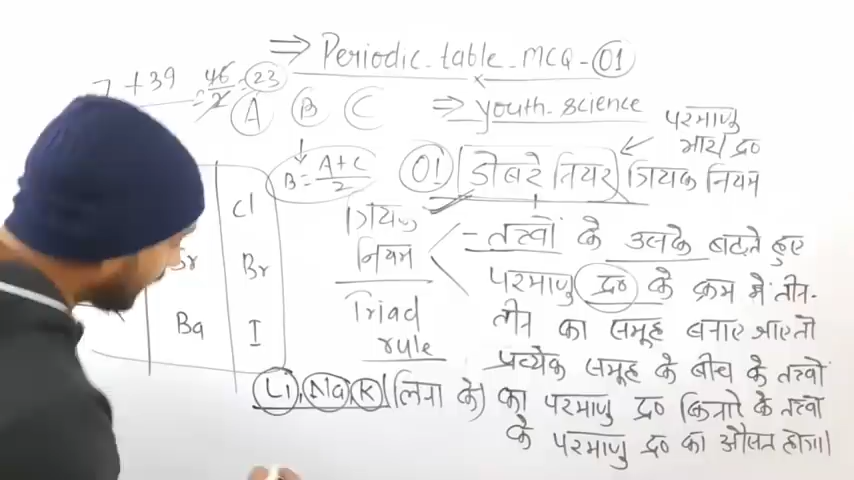 ⇒ Periodic table MCQ - 01
+39 = 46/2 = 23
A B C ⇒ youth science
B = A+C/2
परमाणु
भार/द्र०
01 डोबरे नियर त्रियक नियम
त्रियक
नियम
Triad
rule
- तत्त्वों के उनके बढ़ते हुए
परमाणु द्र० के क्रम में तीन-
तीन का समूह बनाए जाए तो
प्रत्येक समूह के बीच के तत्त्वों
का परमाणु द्र० किनारे के तत्त्वो
के परमाणु द्र० का औसत होगा।
Cl
Br
Ba I
Li, Na, K (लिना के)